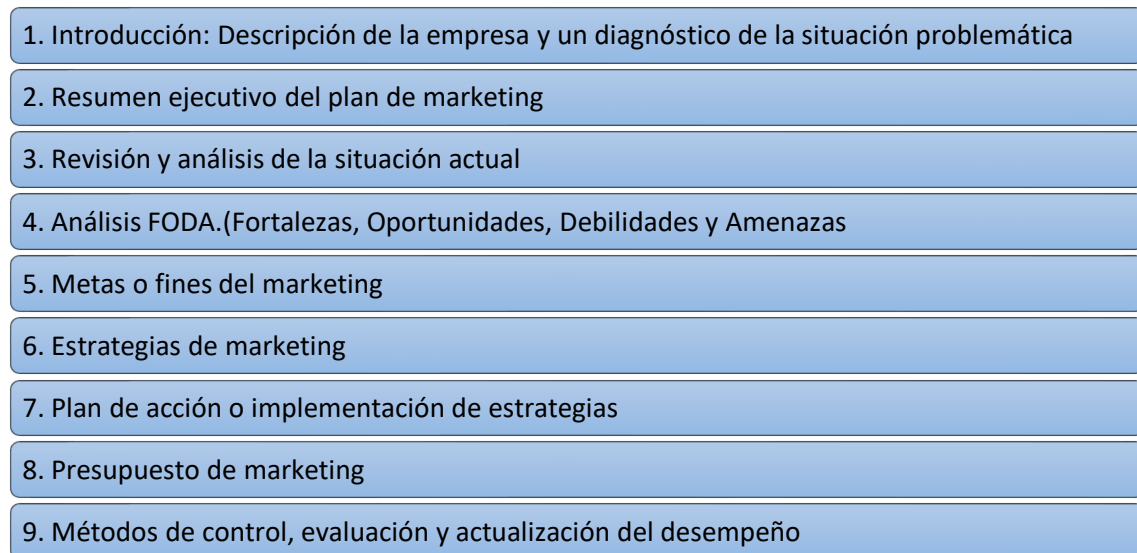 1. Introducción: Descripción de la empresa y un diagnóstico de la situación problemática
2. Resumen ejecutivo del plan de marketing
3. Revisión y análisis de la situación actual
4. Análisis FODA.(Fortalezas, Oportunidades, Debilidades y Amenazas
5. Metas o fines del marketing
6. Estrategias de marketing
7. Plan de acción o implementación de estrategias
8. Presupuesto de marketing
9. Métodos de control, evaluación y actualización del desempeño